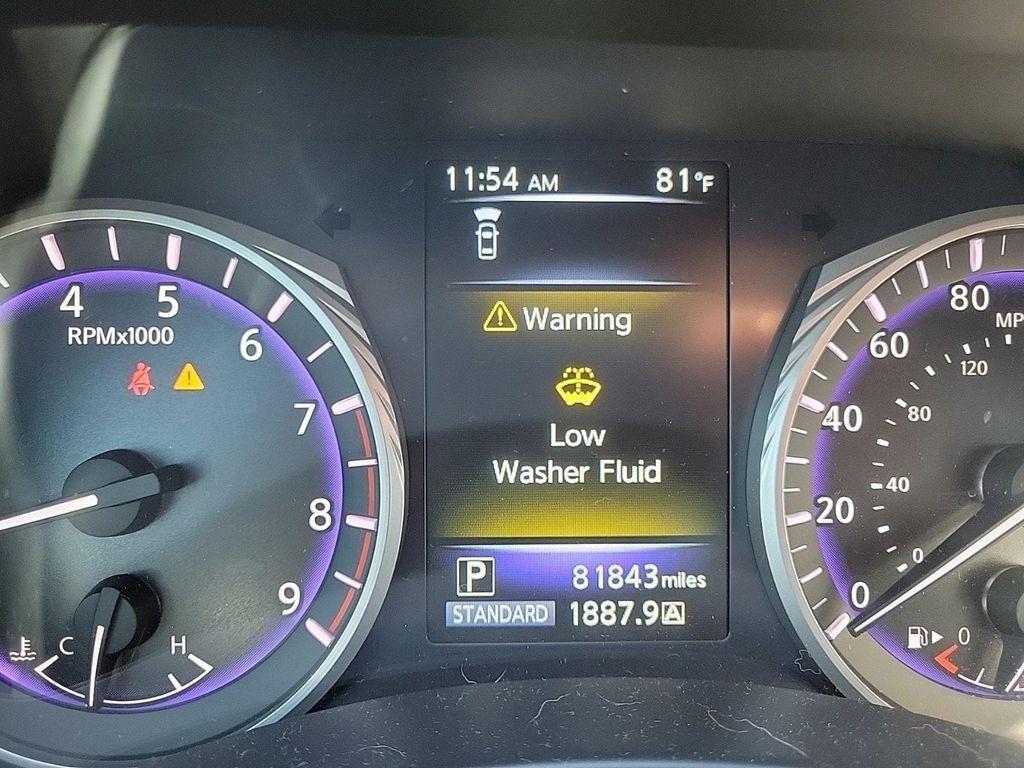 11:54 AM 81°F
Warning
Low
Washer Fluid
P 81843 miles
STANDARD 1887.9 A
4 5 6 7 8 9
RPMx1000
C H
0 20 40 60 80
0 40 80 120
0